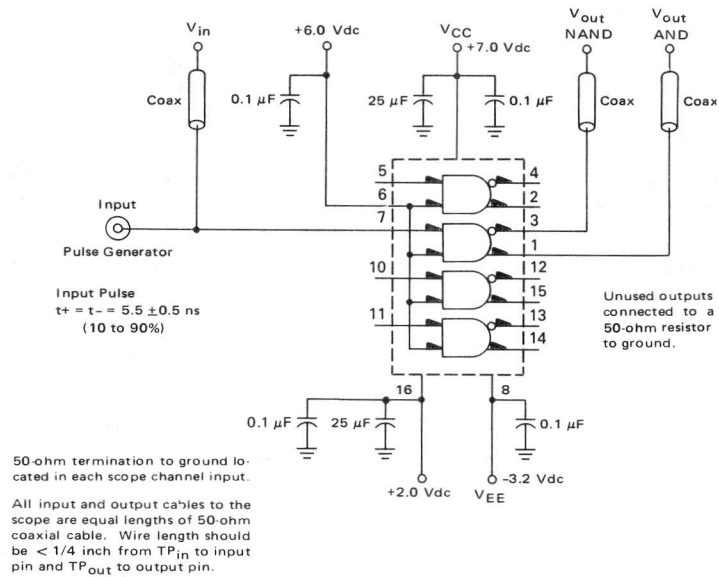 Vin
+6.0 Vdc
VCC
+7.0 Vdc
Vout
NAND
Vout
AND
Coax
0.1 µF
25 µF
0.1 µF
Coax
Coax
5
4
6
2
7
3
1
10
12
15
11
13
14
16
8
Input
Pulse Generator
Input Pulse
t+ = t- = 5.5 ±0.5 ns
(10 to 90%)
Unused outputs
connected to a
50-ohm resistor
to ground.
0.1 µF
25 µF
0.1 µF
+2.0 Vdc
VEE
-3.2 Vdc
50-ohm termination to ground lo-
cated in each scope channel input.
All input and output cables to the
scope are equal lengths of 50-ohm
coaxial cable. Wire length should
be < 1/4 inch from TPin to input
pin and TPout to output pin.